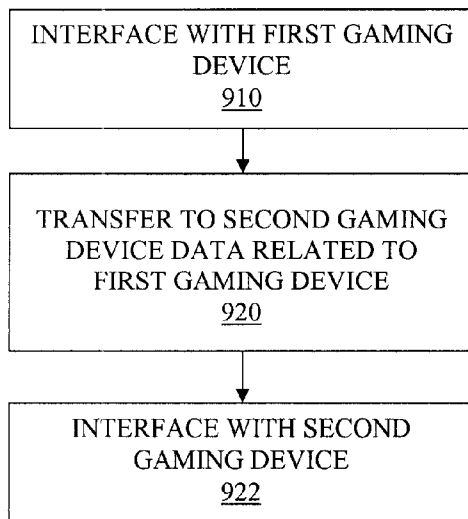 INTERFACE WITH FIRST GAMING
DEVICE
910
TRANSFER TO SECOND GAMING
DEVICE DATA RELATED TO
FIRST GAMING DEVICE
920
INTERFACE WITH SECOND
GAMING DEVICE
922